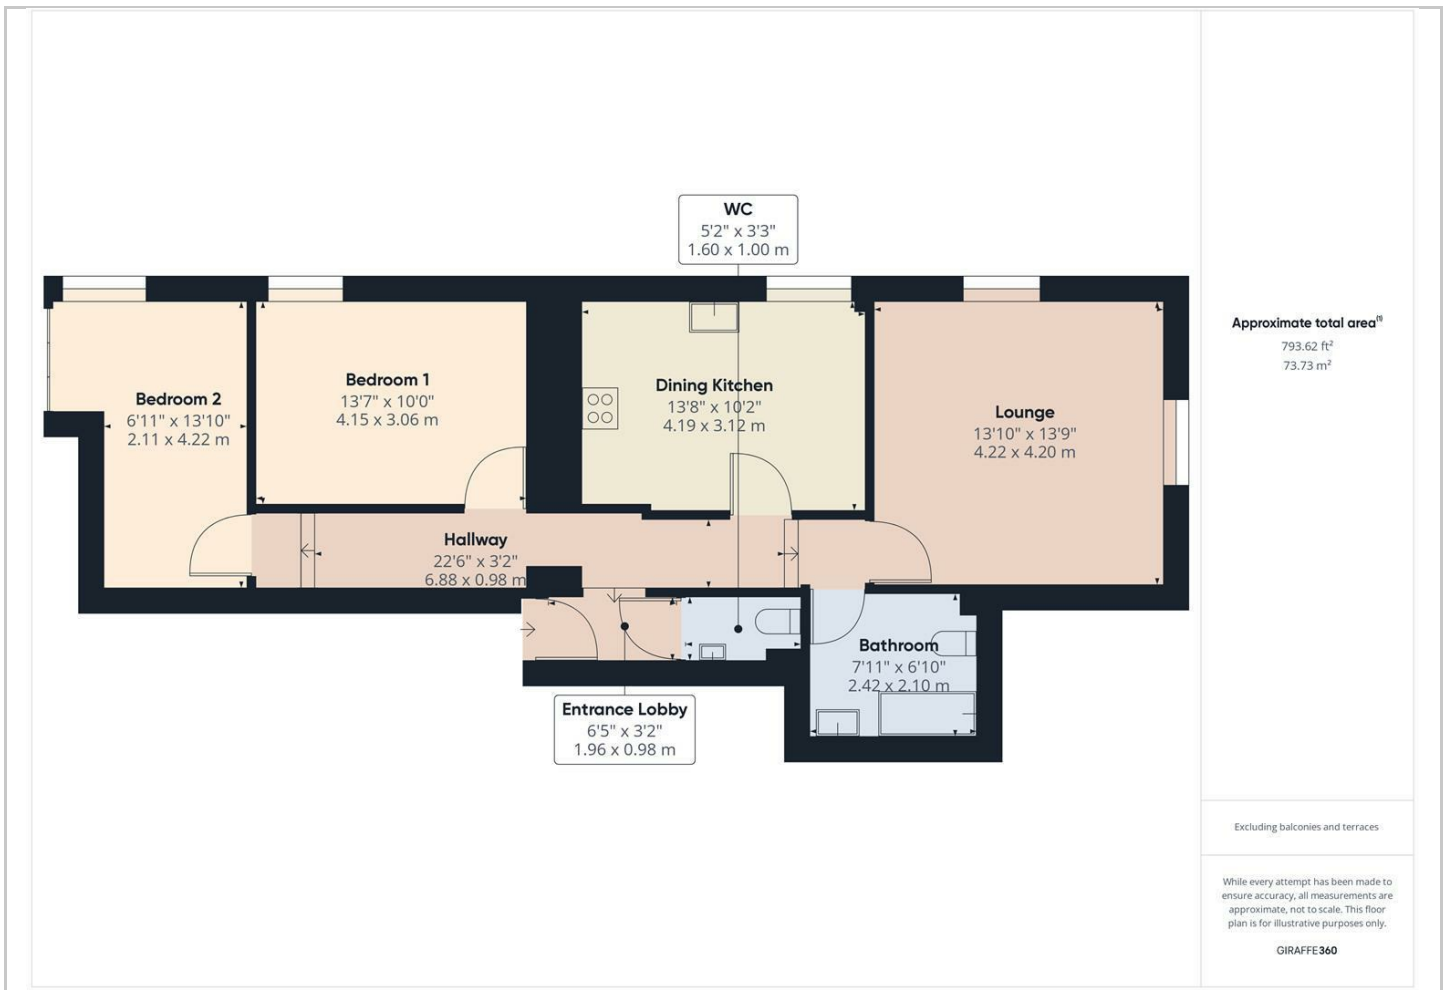 WC
5'2" x 3'3"
1.60 x 1.00 m
Bedroom 2
6'11" x 13'10"
2.11 x 4.22 m
Bedroom 1
13'7" x 10'0"
4.15 x 3.06 m
Dining Kitchen
13'8" x 10'2"
4.19 x 3.12 m
Lounge
13'10" x 13'9"
4.22 x 4.20 m
Hallway
22'6" x 3'2"
6.88 x 0.98 m
Bathroom
7'11" x 6'10"
2.42 x 2.10 m
Entrance Lobby
6'5" x 3'2"
1.96 x 0.98 m
Approximate total area⁽¹⁾
793.62 ft²
73.73 m²
Excluding balconies and terraces
While every attempt has been made to
ensure accuracy, all measurements are
approximate, not to scale. This floor
plan is for illustrative purposes only.
GIRAFFE360